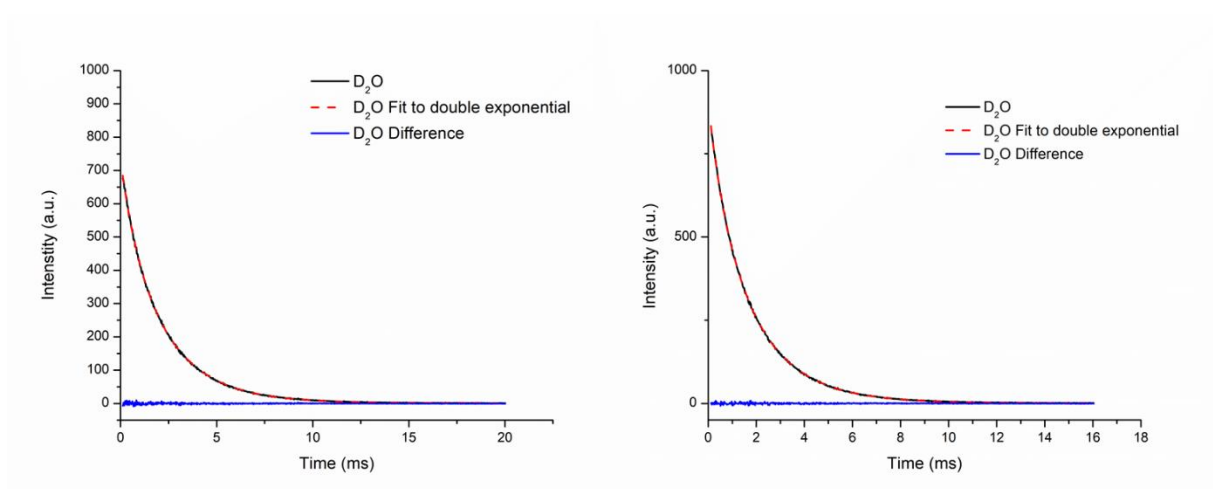 1000
900
800
700
600
500
400
300
200
100
0
Intenstity (a.u.)
D₂O
D₂O Fit to double exponential
D₂O Difference
0 5 10 15 20
Time (ms)
1000
500
0
Intensity (a.u.)
D₂O
D₂O Fit to double exponential
D₂O Difference
0 2 4 6 8 10 12 14 16 18
Time (ms)